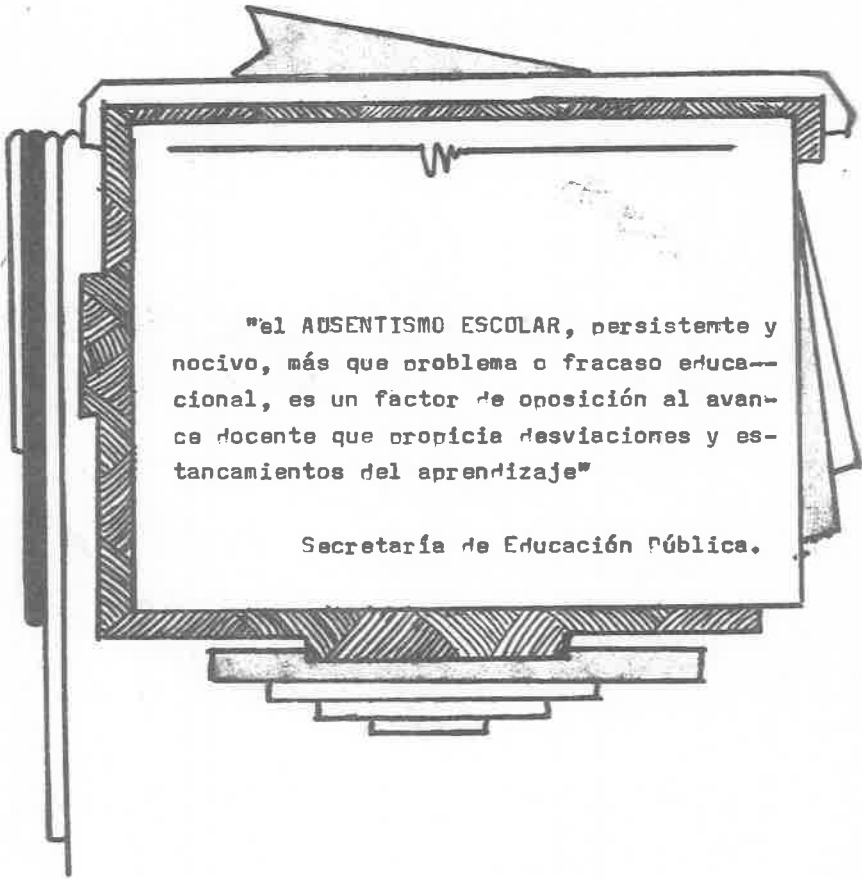 "el AUSENTISMO ESCOLAR, persistente y
nocivo, más que problema o fracaso educa--
cional, es un factor de oposición al avan-
ce docente que propicia desviaciones y es-
tancamientos del aprendizaje"
Secretaría de Educación Pública.